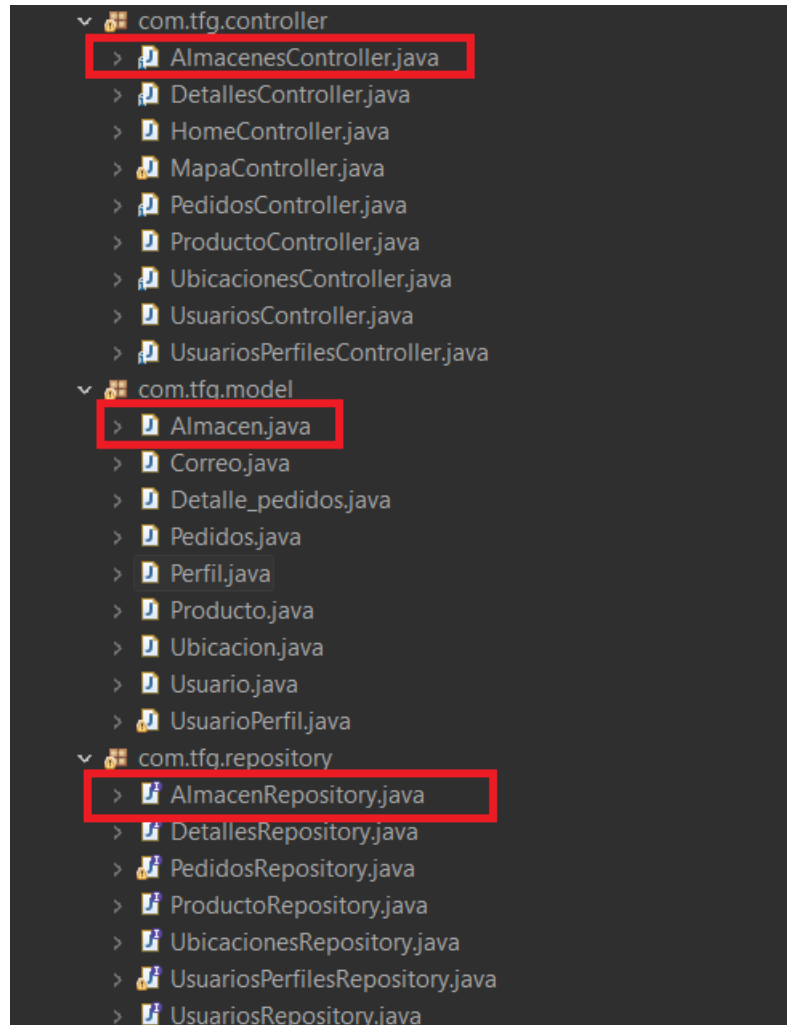 com.tfg.controller
AlmacenesController.java
DetallesController.java
HomeController.java
MapaController.java
PedidosController.java
ProductoController.java
UbicacionesController.java
UsuariosController.java
UsuariosPerfilesController.java
com.tfg.model
Almacen.java
Correo.java
Detalle_pedidos.java
Pedidos.java
Perfil.java
Producto.java
Ubicacion.java
Usuario.java
UsuarioPerfil.java
com.tfg.repository
AlmacenRepository.java
DetallesRepository.java
PedidosRepository.java
ProductoRepository.java
UbicacionesRepository.java
UsuariosPerfilesRepository.java
UsuariosRepository.java